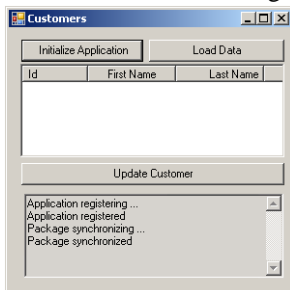 Customers
Initialize Application Load Data
Id First Name Last Name
Update Customer
Application registering ...
Application registered
Package synchronizing ...
Package synchronized